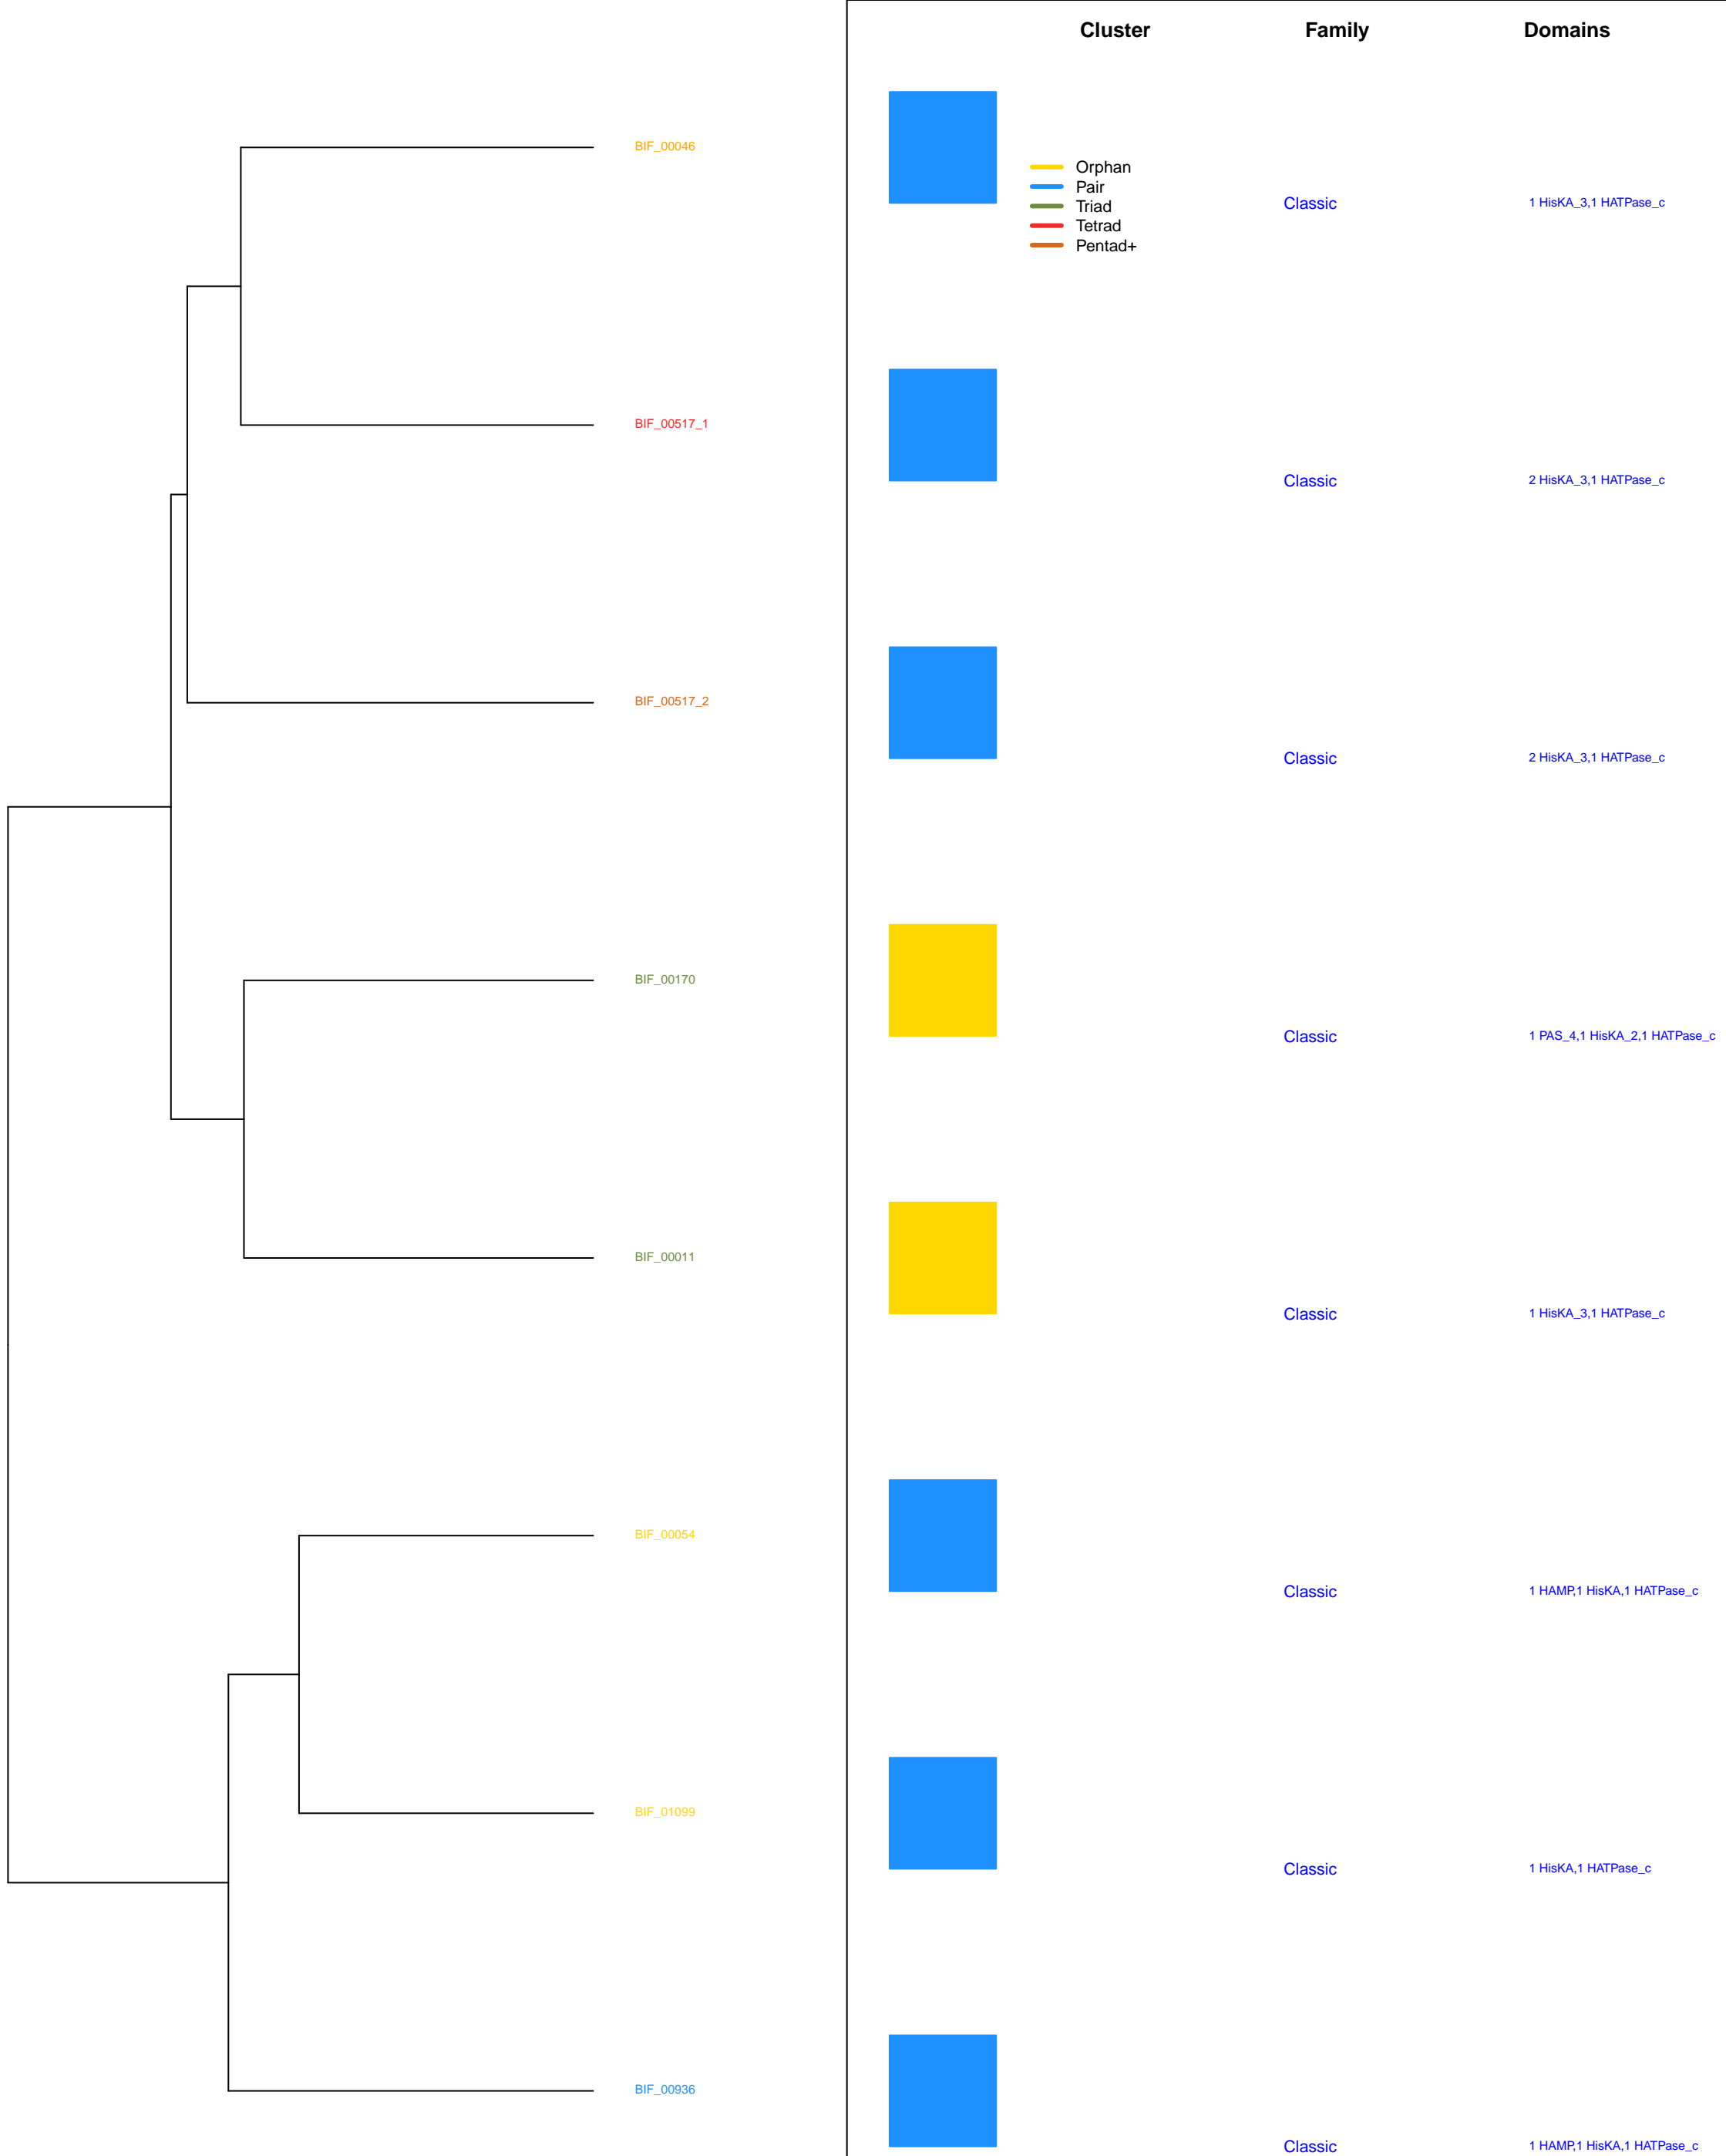 Cluster Family Domains
BIF_00046
Orphan
Pair
Triad
Tetrad
Pentad+
Classic 1 HisKA_3,1 HATPase_c
BIF_00517_1
Classic 2 HisKA_3,1 HATPase_c
BIF_00517_2
Classic 2 HisKA_3,1 HATPase_c
BIF_00170
Classic 1 PAS_4,1 HisKA_2,1 HATPase_c
BIF_00011
Classic 1 HisKA_3,1 HATPase_c
BIF_00054
Classic 1 HAMP,1 HisKA,1 HATPase_c
BIF_01099
Classic 1 HisKA,1 HATPase_c
BIF_00936
Classic 1 HAMP,1 HisKA,1 HATPase_c